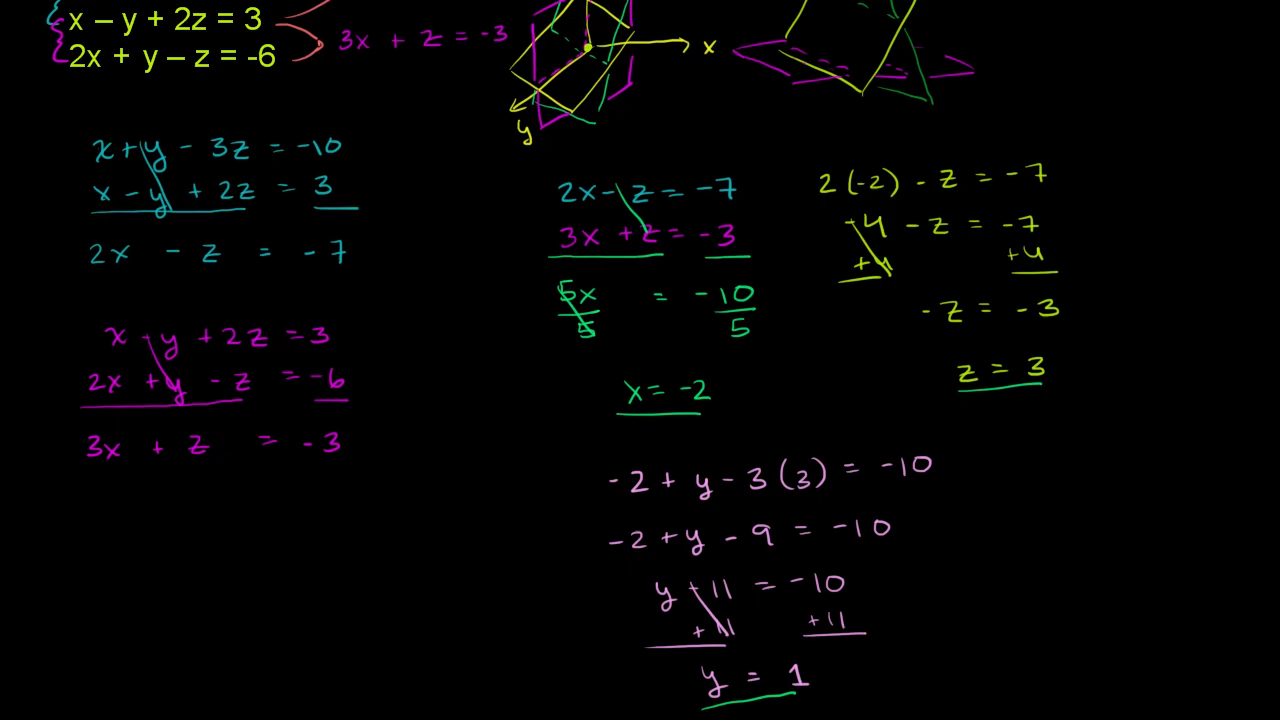 x – y + 2z = 3
2x + y – z = -6
3x + z = -3
x
y
x + y - 3z = -10
x - y + 2z = 3
2x - z = -7
x - y + 2z = 3
2x + y - z = -6
3x + z = -3
2x - z = -7
3x + z = -3
5x = -10
5 5
x = -2
2(-2) - z = -7
-4 - z = -7
+4 +4
-z = -3
z = 3
-2 + y - 3(3) = -10
-2 + y - 9 = -10
y - 11 = -10
+11 +11
y = 1